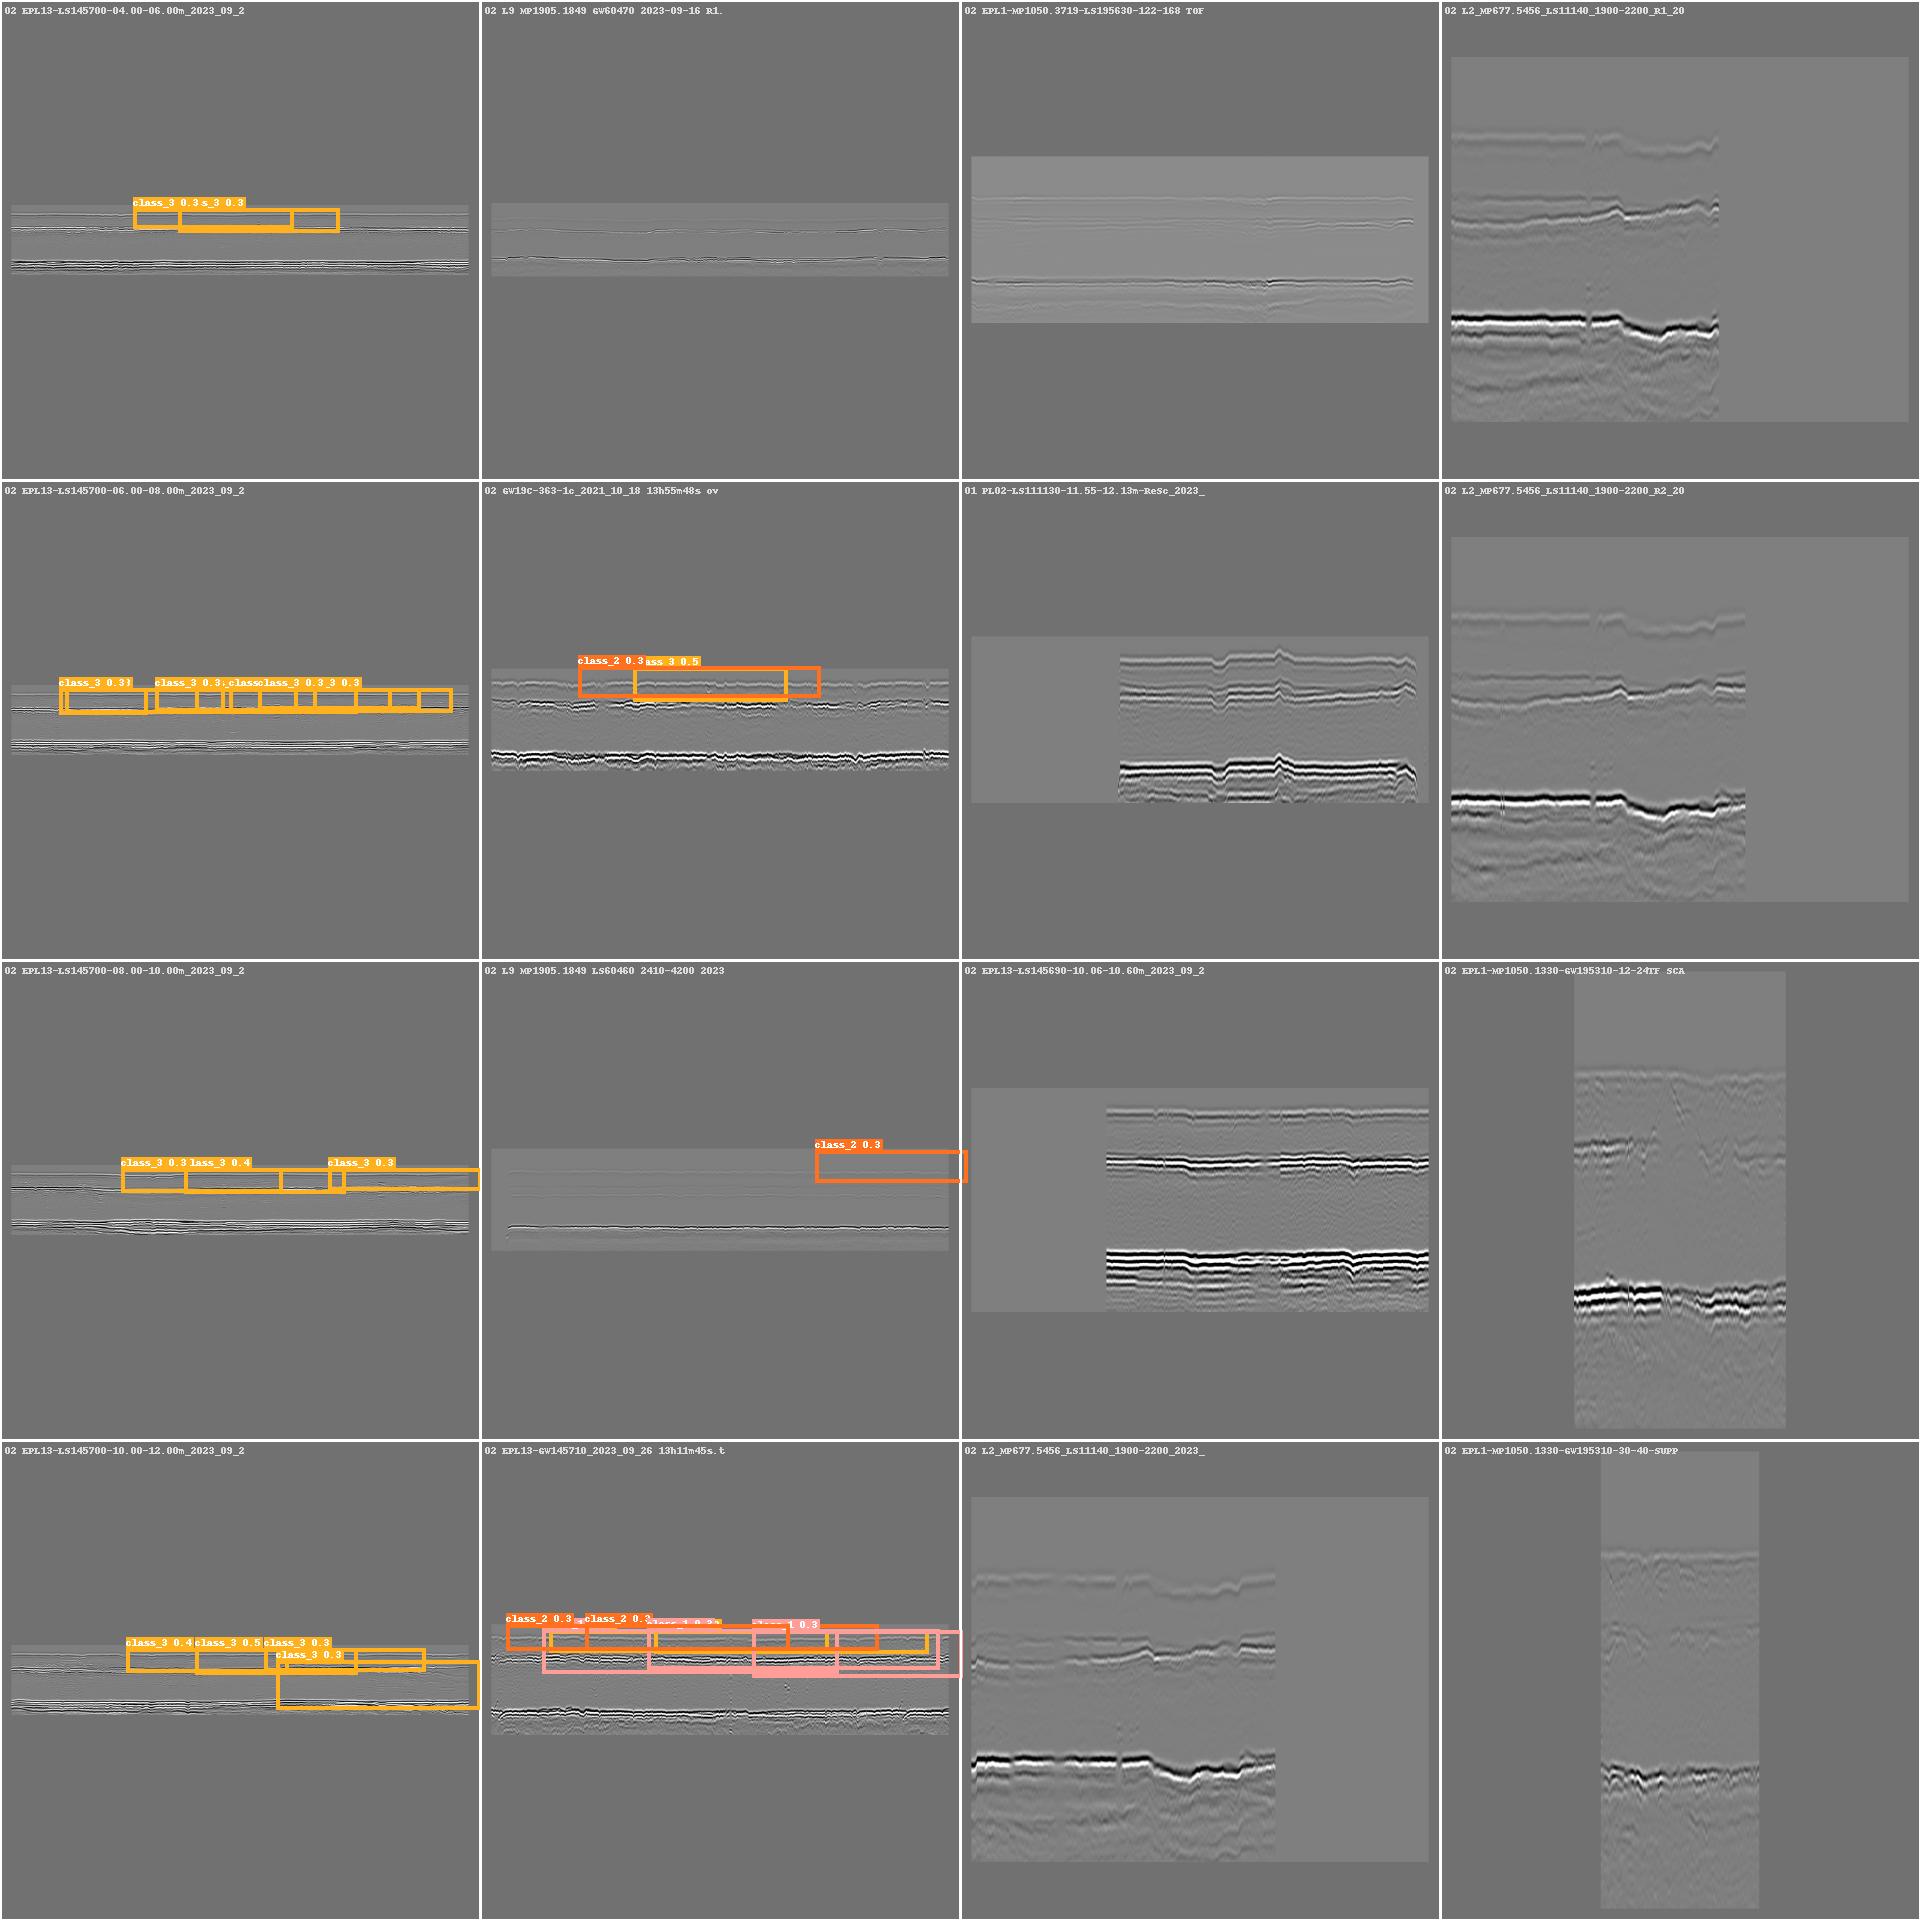 02 EPL13-LS145700-04.00-06.00m_2023_09_2
02 L9 MP1905.1849 GW60470 2023-09-16 R1.
02 EPL1-MP1050.3719-LS195630-122-168 TOF
02 L2_MP677.5456_LS11140_1900-2200_R1_20
class_3 0.3 s_3 0.3
02 EPL13-LS145700-06.00-08.00m_2023_09_2
02 GW19C-363-1c_2021_10_18 13h55m48s ov
01 PL02-LS111130-11.55-12.13m-ReSc_2023_
02 L2_MP677.5456_LS11140_1900-2200_R2_20
class_2 0.3 ass_3 0.5
class_3 0.3 class_3 0.3 class class_3 0.3 _3 0.3
02 EPL13-LS145700-08.00-10.00m_2023_09_2
02 L9 MP1905.1849 LS60460 2410-4200 2023
02 EPL13-LS145690-10.06-10.60m_2023_09_2
02 EPL1-MP1050.1330-GW195310-12-24TF SCA
class_2 0.3
class_3 0.3 lass_3 0.4 class_3 0.3
02 EPL13-LS145700-10.00-12.00m_2023_09_2
02 EPL13-GW145710_2023_09_26 13h11m45s.t
02 L2_MP677.5456_LS11140_1900-2200_2023_
02 EPL1-MP1050.1330-GW195310-30-40-SUPP
class_2 0.3 class_2 0.3 0.3
class_3 0.4 class_3 0.5 class_3 0.3
class_3 0.3